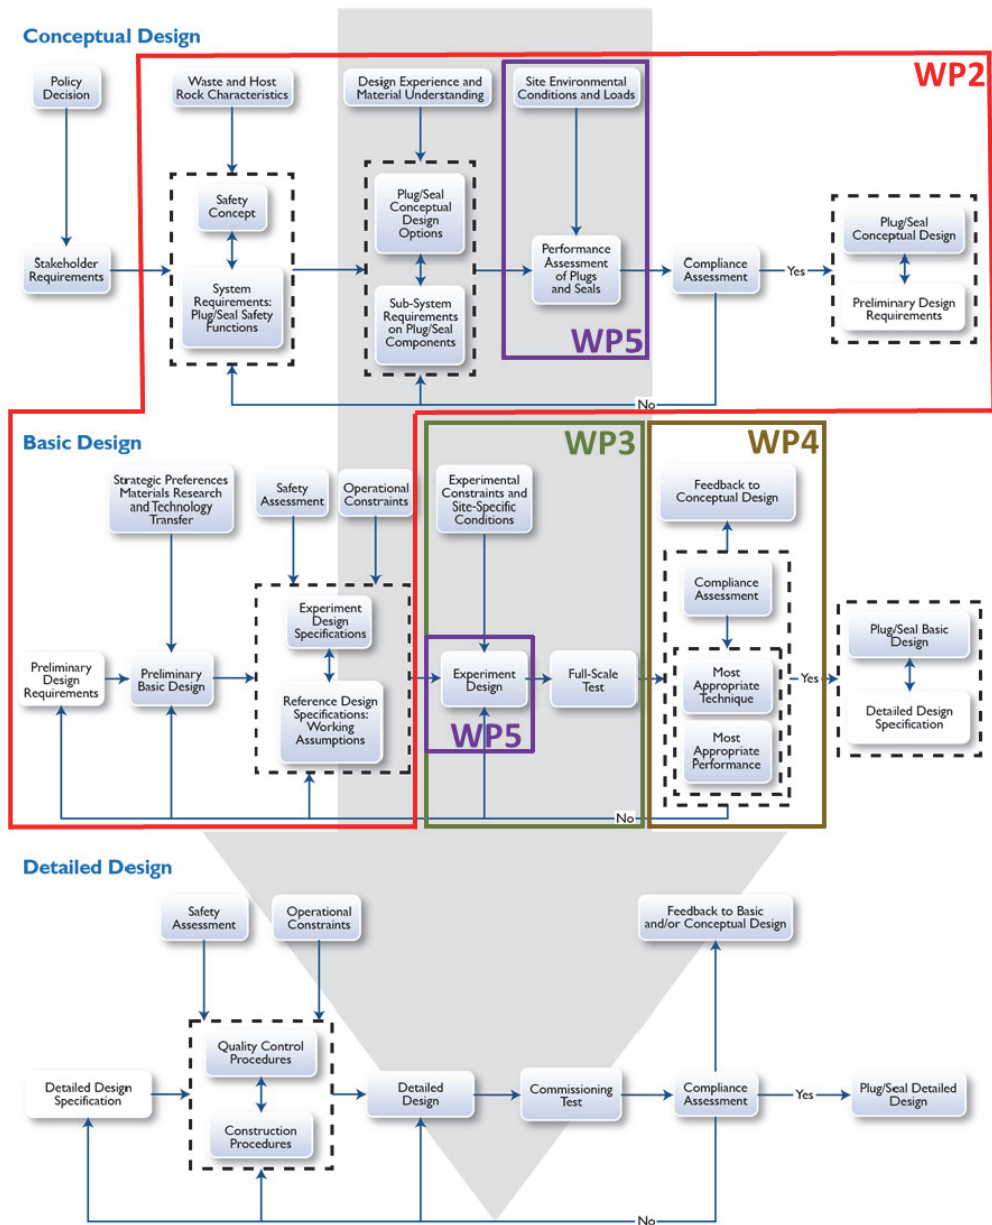 Conceptual Design
WP2
Policy
Decision
Waste and Host
Rock Characteristics
Design Experience and
Material Understanding
Site Environmental
Conditions and Loads
Safety
Concept
System
Requirements:
Plug/Seal Safety
Functions
Plug/Seal
Conceptual
Design
Options
Sub-System
Requirements
on Plug/Seal
Components
Stakeholder
Requirements
Performance
Assessment
of Plugs
and Seals
WP5
Compliance
Assessment
Yes
Plug/Seal
Conceptual Design
Preliminary Design
Requirements
No
Basic Design
WP3
WP4
Strategic Preferences
Materials Research
and Technology
Transfer
Safety
Assessment
Operational
Constraints
Experimental
Constraints and
Site-Specific
Conditions
Feedback to
Conceptual Design
Preliminary
Design
Requirements
Preliminary
Basic Design
Experiment
Design
Specifications
Reference Design
Specifications:
Working
Assumptions
Experiment
Design
WP5
Full-Scale
Test
Compliance
Assessment
Most
Appropriate
Technique
Most
Appropriate
Performance
Yes
Plug/Seal Basic
Design
Detailed Design
Specification
No
Detailed Design
Safety
Assessment
Operational
Constraints
Feedback to Basic
and/or Conceptual Design
Detailed Design
Specification
Quality Control
Procedures
Construction
Procedures
Detailed
Design
Commissioning
Test
Compliance
Assessment
Yes
Plug/Seal Detailed
Design
No